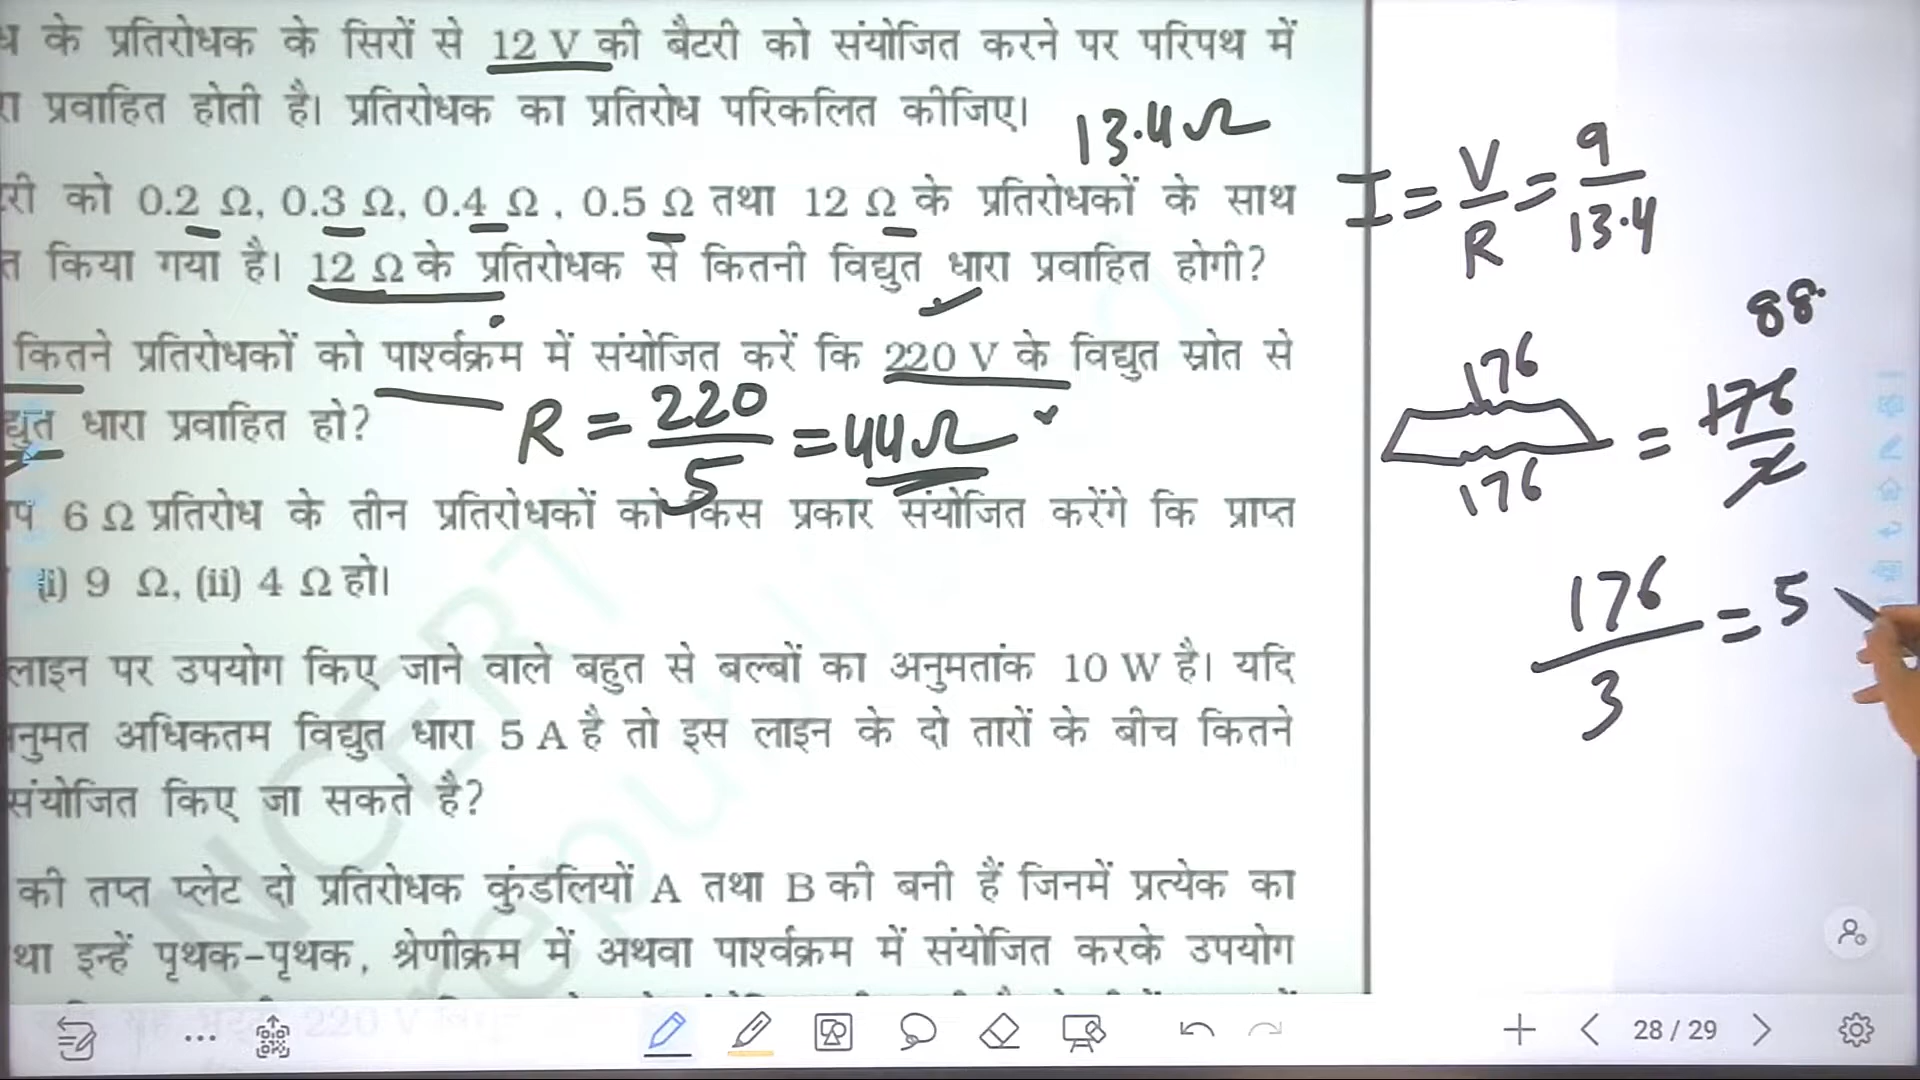 के प्रतिरोधक के सिरों से 12 V की बैटरी को संयोजित करने पर परिपथ में
प्रवाहित होती है। प्रतिरोधक का प्रतिरोध परिकलित कीजिए।
13.4Ω
री को 0.2 Ω, 0.3 Ω, 0.4 Ω , 0.5 Ω तथा 12 Ω के प्रतिरोधकों के साथ
त किया गया है। 12 Ω के प्रतिरोधक से कितनी विद्युत धारा प्रवाहित होगी?
कितने प्रतिरोधकों को पार्श्वक्रम में संयोजित करें कि 220 V के विद्युत स्रोत से
द्युत धारा प्रवाहित हो?
R = 220/5 = 44Ω
6 Ω प्रतिरोध के तीन प्रतिरोधकों को किस प्रकार संयोजित करेंगे कि प्राप्त
(i) 9 Ω, (ii) 4 Ω हो।
लाइन पर उपयोग किए जाने वाले बहुत से बल्बों का अनुमतांक 10 W है। यदि
नुमत अधिकतम विद्युत धारा 5 A है तो इस लाइन के दो तारों के बीच कितने
संयोजित किए जा सकते है?
की तप्त प्लेट दो प्रतिरोधक कुंडलियों A तथा B की बनी हैं जिनमें प्रत्येक का
था इन्हें पृथक-पृथक, श्रेणीक्रम में अथवा पार्श्वक्रम में संयोजित करके उपयोग
I = V/R = 9/13.4
88
176
176
= 176/2
176/3 = 5
NCERT
republished
28 / 29